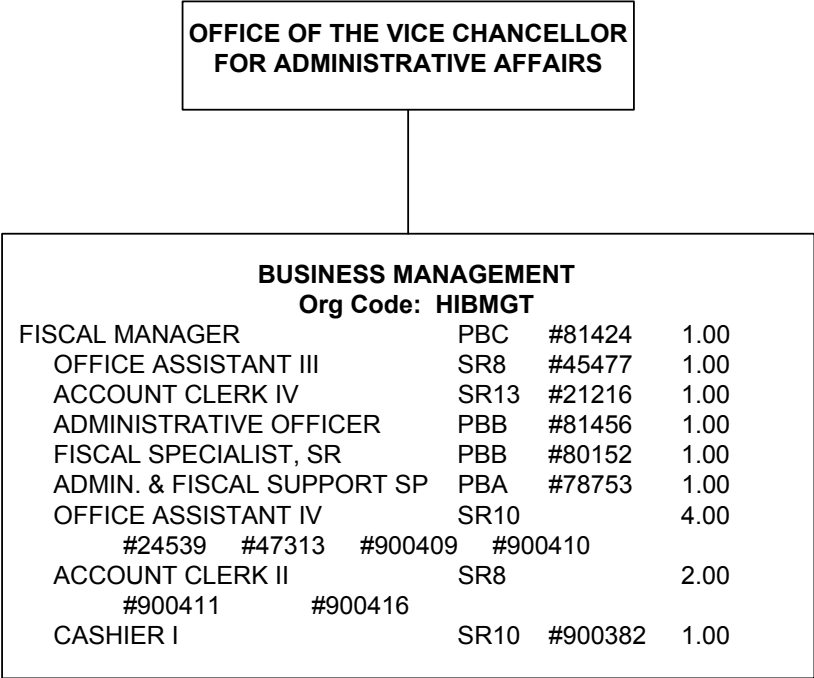 OFFICE OF THE VICE CHANCELLOR
FOR ADMINISTRATIVE AFFAIRS
BUSINESS MANAGEMENT
Org Code: HIBMGT
FISCAL MANAGER PBC #81424 1.00
OFFICE ASSISTANT III SR8 #45477 1.00
ACCOUNT CLERK IV SR13 #21216 1.00
ADMINISTRATIVE OFFICER PBB #81456 1.00
FISCAL SPECIALIST, SR PBB #80152 1.00
ADMIN. & FISCAL SUPPORT SP PBA #78753 1.00
OFFICE ASSISTANT IV SR10 4.00
#24539 #47313 #900409 #900410
ACCOUNT CLERK II SR8 2.00
#900411 #900416
CASHIER I SR10 #900382 1.00